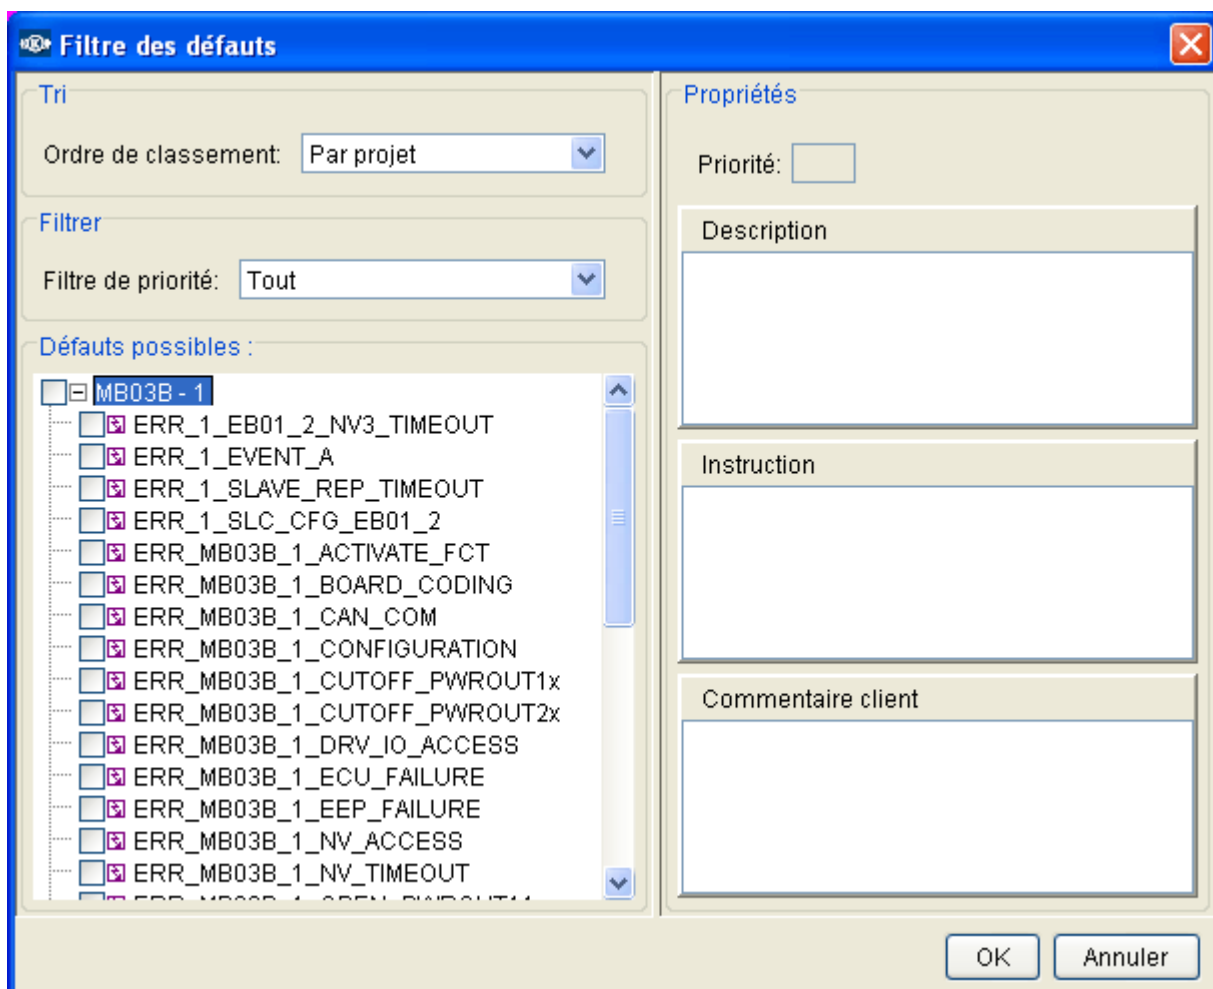 Filtre des défauts
Tri
Ordre de classement: Par projet
Filtrer
Filtre de priorité: Tout
Défauts possibles :
MB03B - 1
ERR_1_EB01_2_NV3_TIMEOUT
ERR_1_EVENT_A
ERR_1_SLAVE_REP_TIMEOUT
ERR_1_SLC_CFG_EB01_2
ERR_MB03B_1_ACTIVATE_FCT
ERR_MB03B_1_BOARD_CODING
ERR_MB03B_1_CAN_COM
ERR_MB03B_1_CONFIGURATION
ERR_MB03B_1_CUTOFF_PWROUT1x
ERR_MB03B_1_CUTOFF_PWROUT2x
ERR_MB03B_1_DRV_IO_ACCESS
ERR_MB03B_1_ECU_FAILURE
ERR_MB03B_1_EEP_FAILURE
ERR_MB03B_1_NV_ACCESS
ERR_MB03B_1_NV_TIMEOUT
Propriétés
Priorité:
Description
Instruction
Commentaire client
OK
Annuler